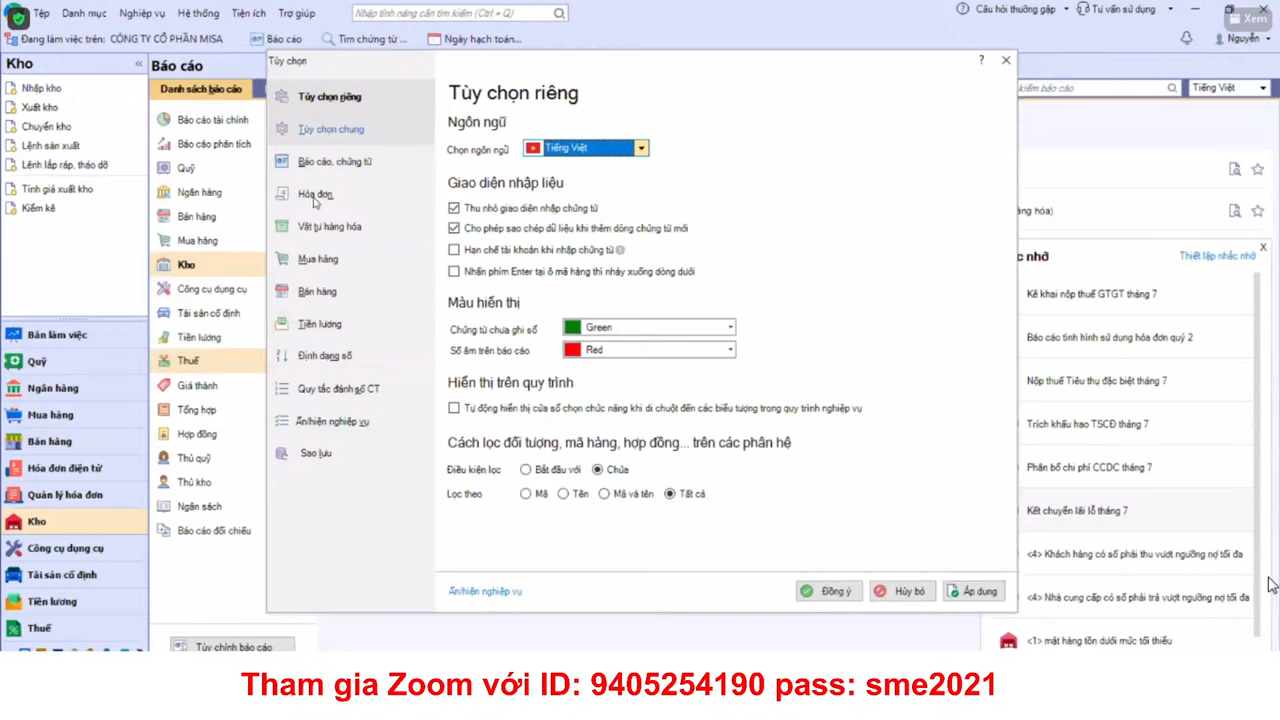 Tệp Danh mục Nghiệp vụ Hệ thống Tiện ích Trợ giúp
Nhập tính năng cần tìm kiếm (Ctrl + Q)
Câu hỏi thường gặp
Tư vấn sử dụng
Xem
Đang làm việc trên: CÔNG TY CỔ PHẦN MISA
Báo cáo
Tìm chứng từ ...
Ngày hạch toán...
Nguyễn
Kho
Nhập kho
Xuất kho
Chuyển kho
Lệnh sản xuất
Lệnh lắp ráp, tháo dỡ
Tính giá xuất kho
Kiểm kê
Bàn làm việc
Quỹ
Ngân hàng
Mua hàng
Bán hàng
Hóa đơn điện tử
Quản lý hóa đơn
Kho
Công cụ dụng cụ
Tài sản cố định
Tiền lương
Thuế
Báo cáo
Danh sách báo cáo
Báo cáo tài chính
Báo cáo phân tích
Quỹ
Ngân hàng
Bán hàng
Mua hàng
Kho
Công cụ dụng cụ
Tài sản cố định
Tiền lương
Thuế
Giá thành
Tổng hợp
Hợp đồng
Thủ quỹ
Thủ kho
Ngân sách
Báo cáo đối chiếu
Tùy chỉnh báo cáo
Tùy chọn
?
Tùy chọn riêng
Tùy chọn chung
Báo cáo, chứng từ
Hóa đơn
Vật tư hàng hóa
Mua hàng
Bán hàng
Tiền lương
Định dạng số
Quy tắc đánh số CT
Ẩn/hiện nghiệp vụ
Sao lưu
Tùy chọn riêng
Ngôn ngữ
Chọn ngôn ngữ Tiếng Việt
Giao diện nhập liệu
Thu nhỏ giao diện nhập chứng từ
Cho phép sao chép dữ liệu khi thêm dòng chứng từ mới
Hạn chế tài khoản khi nhập chứng từ
Nhấn phím Enter tại ô mã hàng thì nhảy xuống dòng dưới
Màu hiển thị
Chứng từ chưa ghi sổ Green
Số âm trên báo cáo Red
Hiển thị trên quy trình
Tự động hiển thị cửa sổ chọn chức năng khi di chuột đến các biểu tượng trong quy trình nghiệp vụ
Cách lọc đối tượng, mã hàng, hợp đồng... trên các phân hệ
Điều kiện lọc Bắt đầu với Chứa
Lọc theo Mã Tên Mã và tên Tất cả
Ẩn/hiện nghiệp vụ
Đồng ý
Hủy bỏ
Áp dụng
kiếm báo cáo
Tiếng Việt
hàng hóa)
nhở
Thiết lập nhắc nhở
X
Kê khai nộp thuế GTGT tháng 7
Báo cáo tình hình sử dụng hóa đơn quý 2
Nộp thuế Tiêu thụ đặc biệt tháng 7
Trích khấu hao TSCĐ tháng 7
Phân bổ chi phí CCDC tháng 7
Kết chuyển lãi lỗ tháng 7
<4> Khách hàng có số phải thu vượt ngưỡng nợ tối đa
<4> Nhà cung cấp có số phải trả vượt ngưỡng nợ tối đa
<1> mặt hàng tồn dưới mức tối thiểu
Tham gia Zoom với ID: 9405254190 pass: sme2021